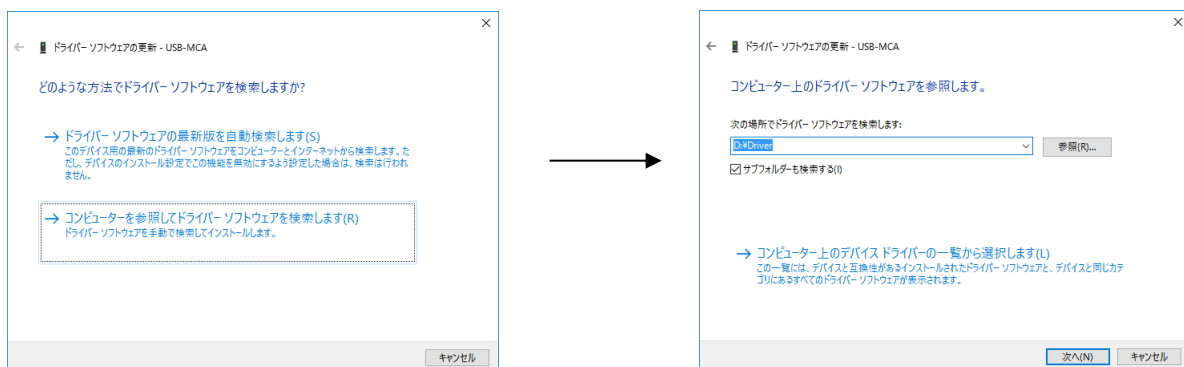 ドライバー ソフトウェアの更新 - USB-MCA
どのような方法でドライバー ソフトウェアを検索しますか?
ドライバー ソフトウェアの最新版を自動検索します(S)
このデバイス用の最新のドライバー ソフトウェアをコンピューターとインターネットから検索します。た
だし、デバイスのインストール設定でこの機能を無効にするよう設定した場合は、検索は行われ
ません。
コンピューターを参照してドライバー ソフトウェアを検索します(R)
ドライバー ソフトウェアを手動で検索してインストールします。
キャンセル
ドライバー ソフトウェアの更新 - USB-MCA
コンピューター上のドライバー ソフトウェアを参照します。
次の場所でドライバー ソフトウェアを検索します:
D:¥Driver
参照(R)...
サブフォルダーも検索する(I)
コンピューター上のデバイス ドライバーの一覧から選択します(L)
この一覧には、デバイスと互換性があるインストールされたドライバー ソフトウェアと、デバイスと同じカテ
ゴリにあるすべてのドライバー ソフトウェアが表示されます。
次へ(N)
キャンセル